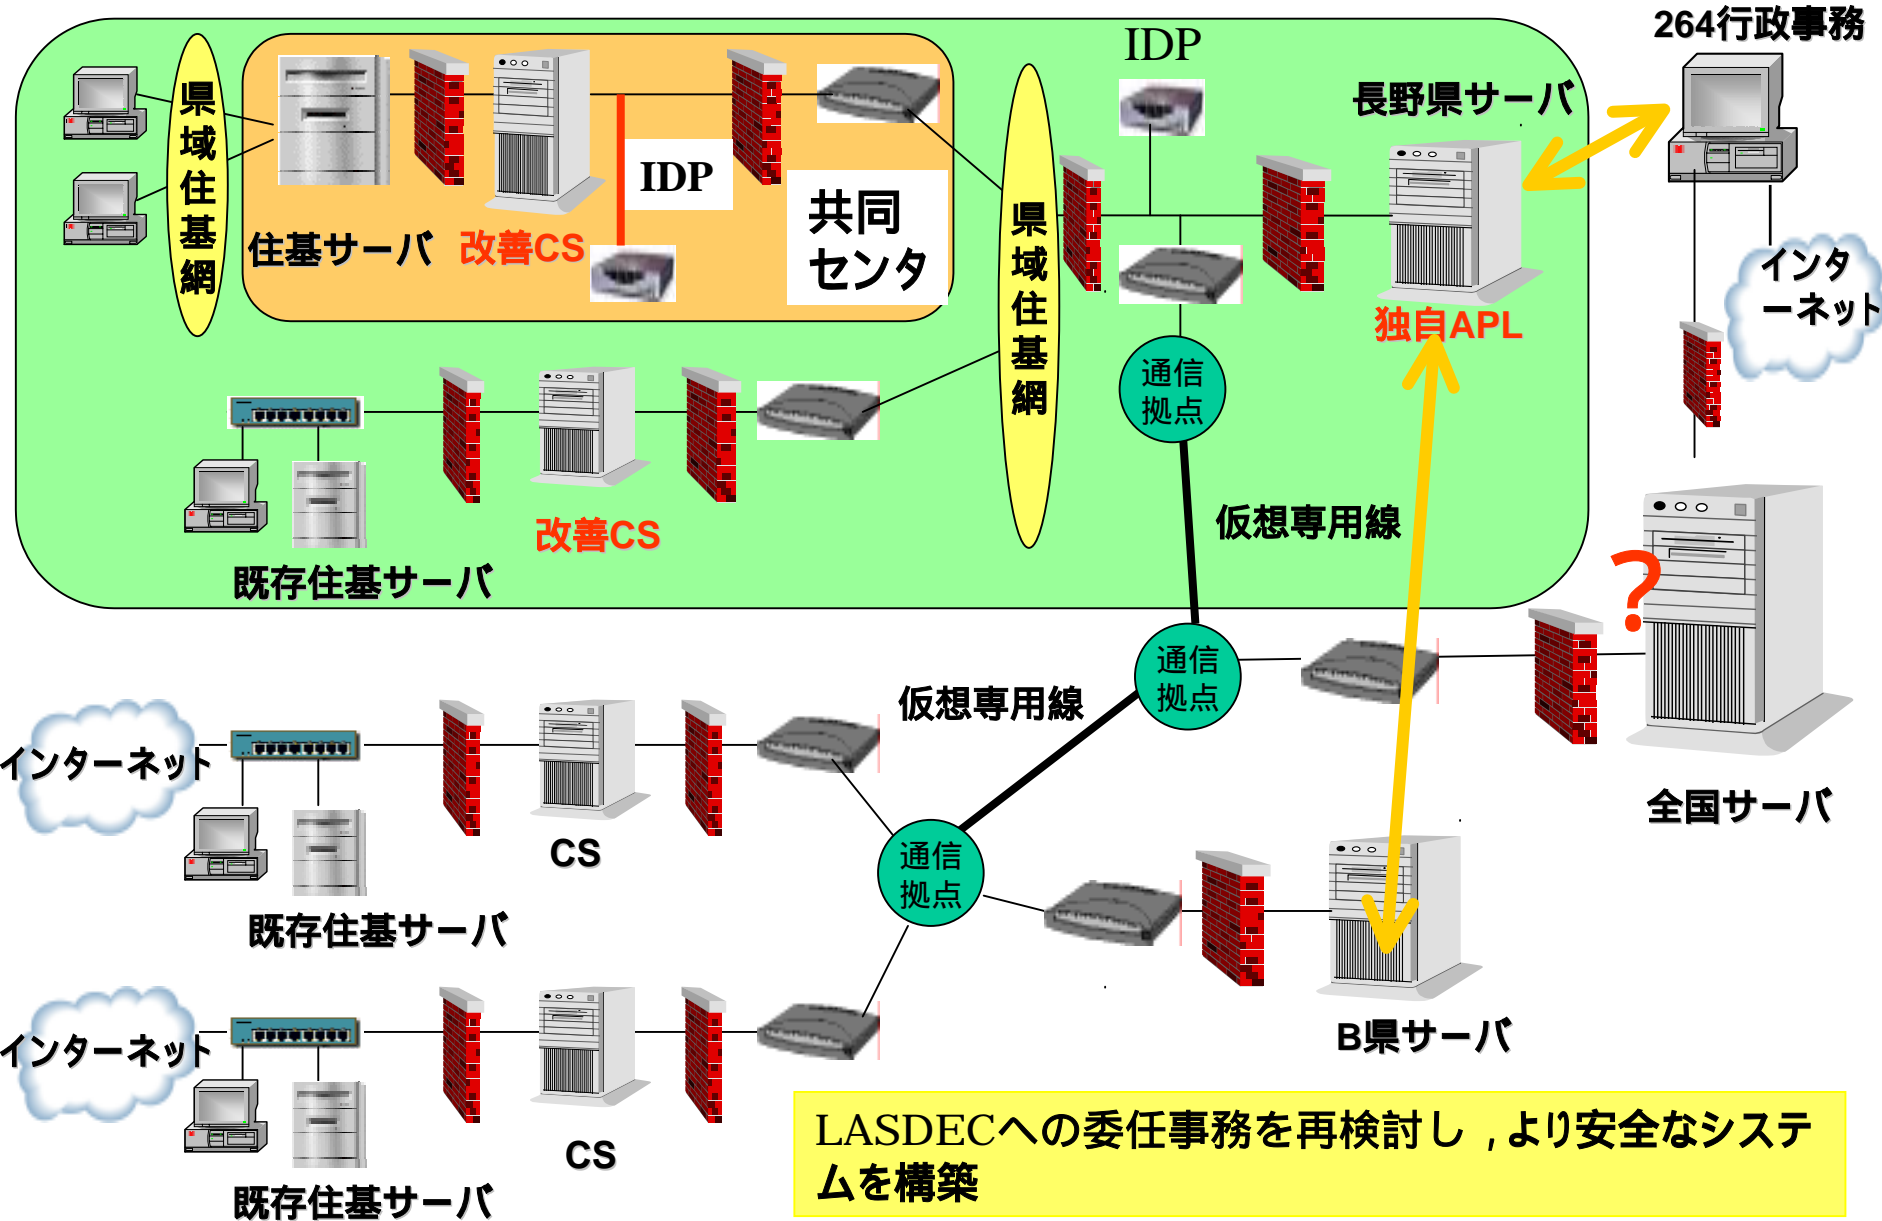 264行政事務
IDP
長野県サーバ
県域住基網
IDP
共同
センタ
住基サーバ
改善CS
県域住基網
インタ
ーネット
独自APL
通信
拠点
改善CS
仮想専用線
既存住基サーバ
?
通信
拠点
仮想専用線
インターネット
全国サーバ
CS
通信
拠点
既存住基サーバ
インターネット
B県サーバ
CS
既存住基サーバ
LASDECへの委任事務を再検討し,より安全なシステ
ムを構築